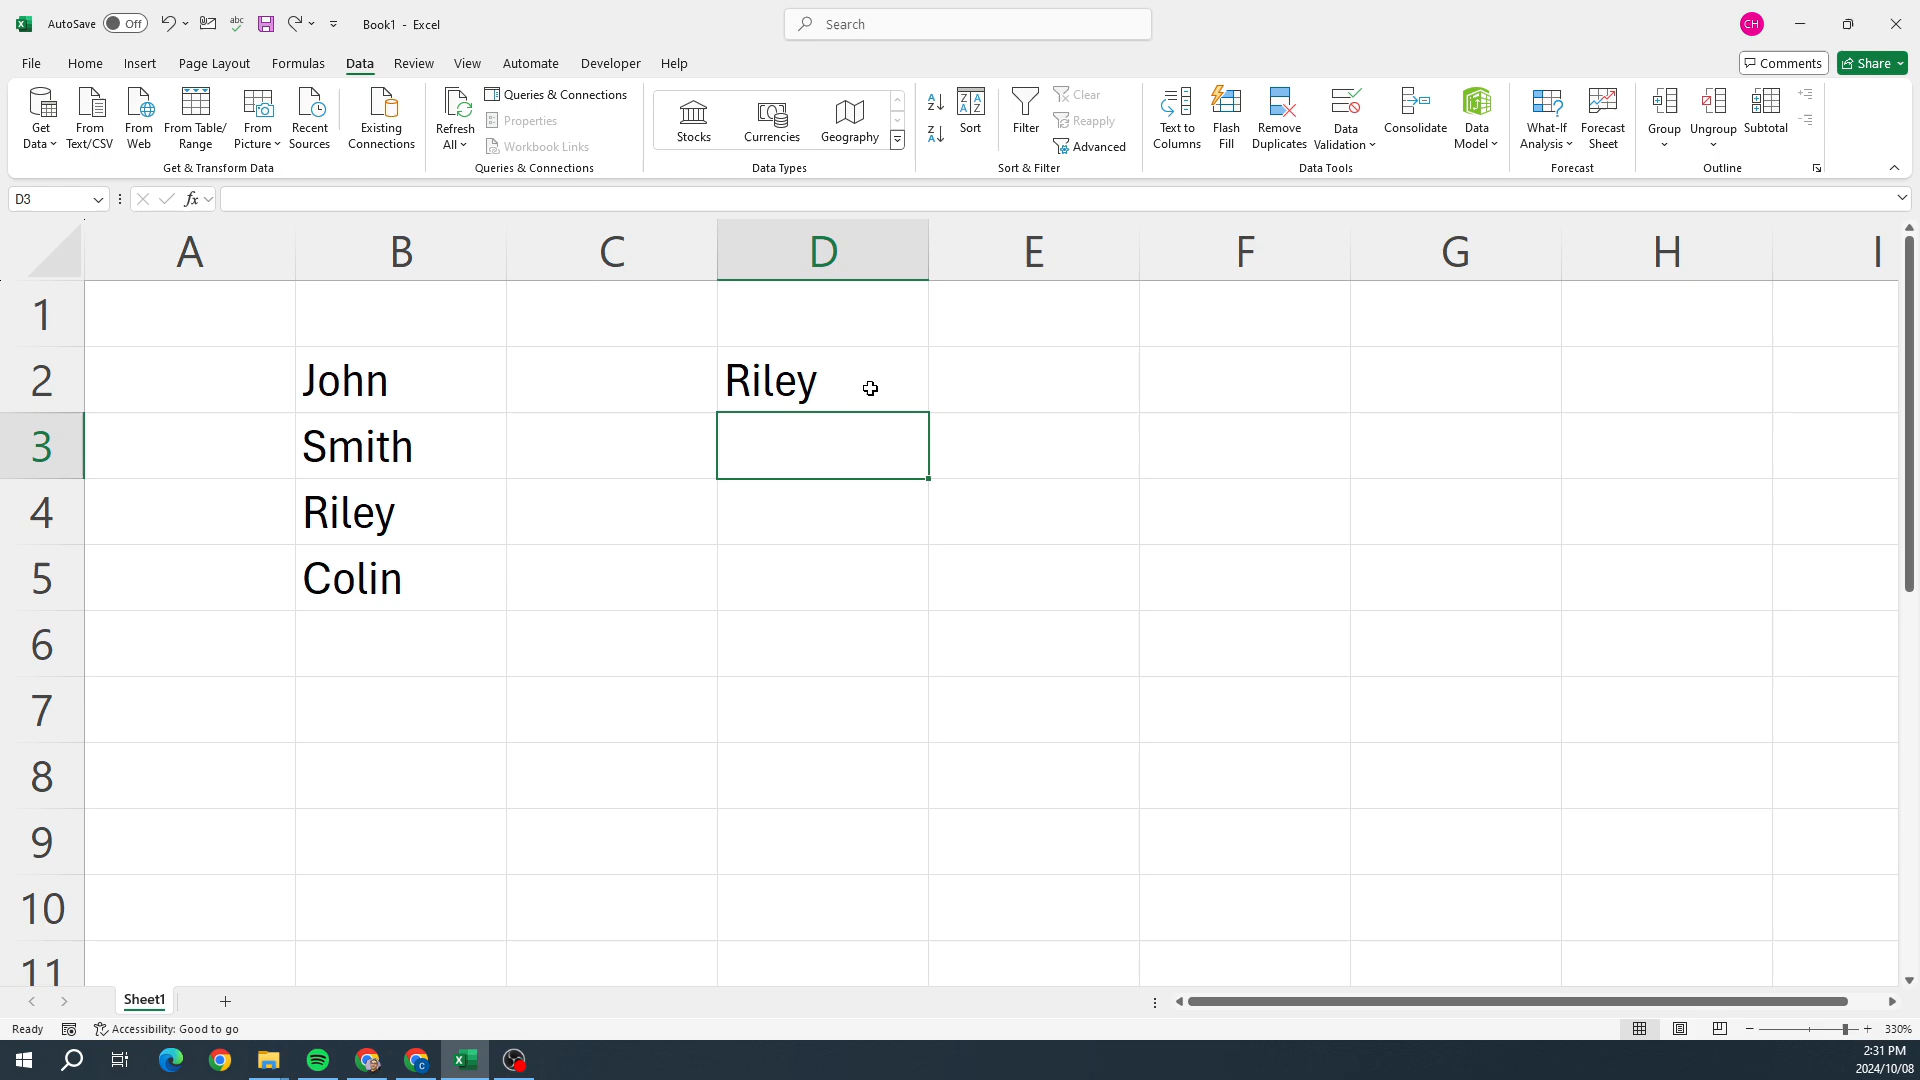 AutoSave Off abc Book1 - Excel Search CH
File Home Insert Page Layout Formulas Data Review View Automate Developer Help Comments Share
Get Data From Text/CSV From Web From Table/ Range From Picture Recent Sources Existing Connections
Get & Transform Data
Refresh All Queries & Connections
Properties
Workbook Links
Queries & Connections
Stocks Currencies Geography
Data Types
Sort Filter Clear
Reapply
Advanced
Sort & Filter
Text to Columns Flash Fill Remove Duplicates Data Validation Consolidate Data Model
Data Tools
What-If Analysis Forecast Sheet
Forecast
Group Ungroup Subtotal
Outline
D3 fx
A B C D E F G H I
1
2 John Riley
3 Smith
4 Riley
5 Colin
6
7
8
9
10
11
Sheet1
Ready Accessibility: Good to go 330%
2:31 PM
2024/10/08